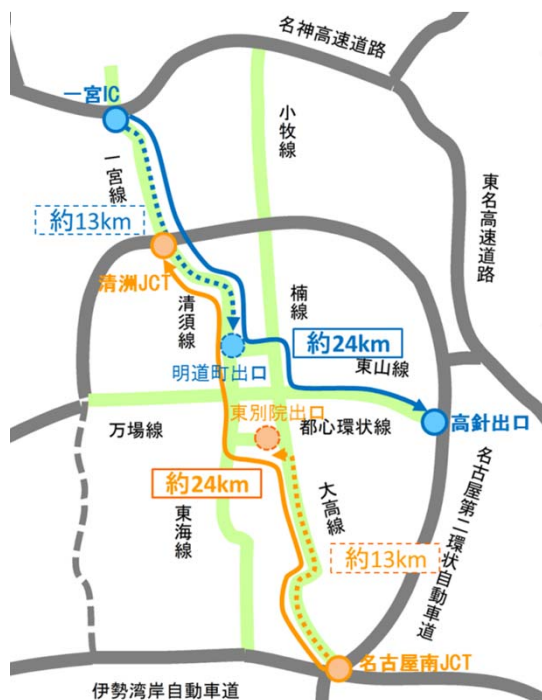 名神高速道路
一宮IC
小牧線
一宮線
東名高速道路
約13km
清洲JCT
清須線
楠線
約24km
明道町出口
東山線
東別院出口
万場線
都心環状線
高針出口
約24km
東海線
大高線
名古屋第二環状自動車道
約13km
名古屋南JCT
伊勢湾岸自動車道